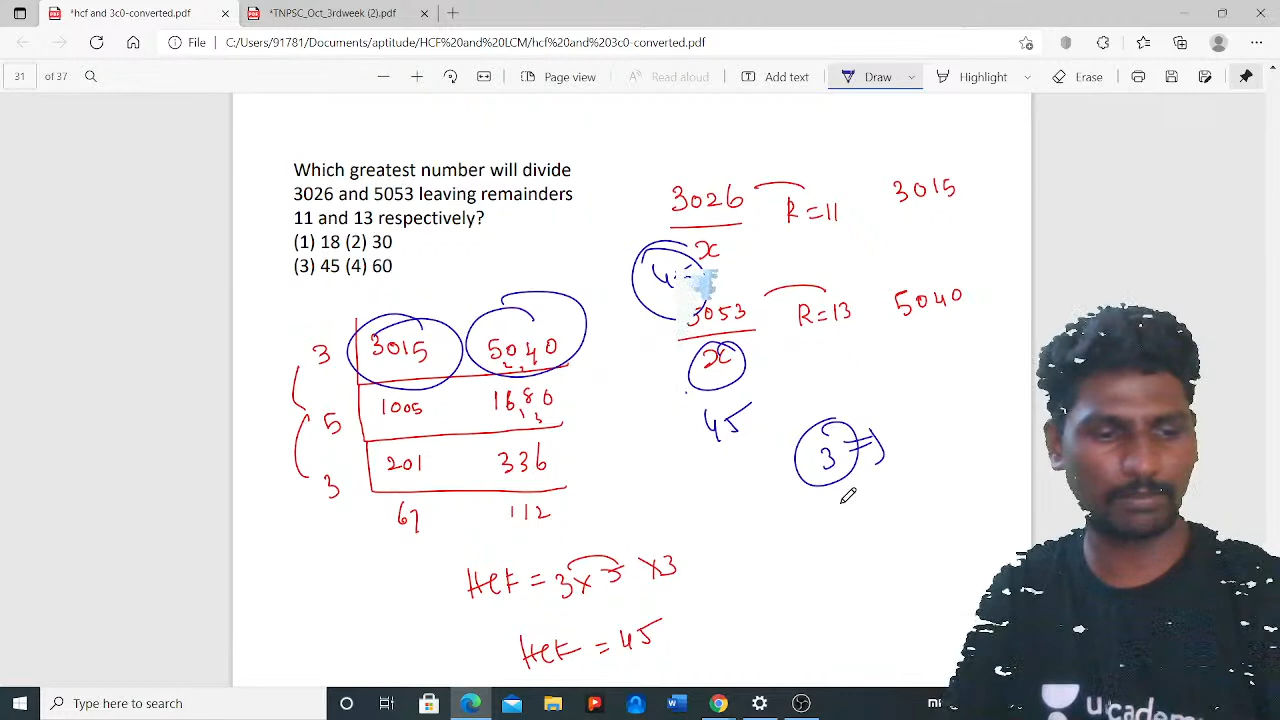 *hcf and 3c0-converted.pdf
*TNPSC_Oct_3rdweek (2).pdf
File
C:/Users/91781/Documents/aptitude/HCF%20and%20LCM/hcf%20and%203c0-converted.pdf
31 of 37
Page view
Read aloud
Add text
Draw
Highlight
Erase
Which greatest number will divide
3026 and 5053 leaving remainders
11 and 13 respectively?
(1) 18 (2) 30
(3) 45 (4) 60
3026 R=11 3015
x
3053 R=13 5040
x
45
3 ⇒
3 3015 5040
5 1005 1680
3 201 336
67 112
HCF = 3×5×3
HCF = 45
Type here to search